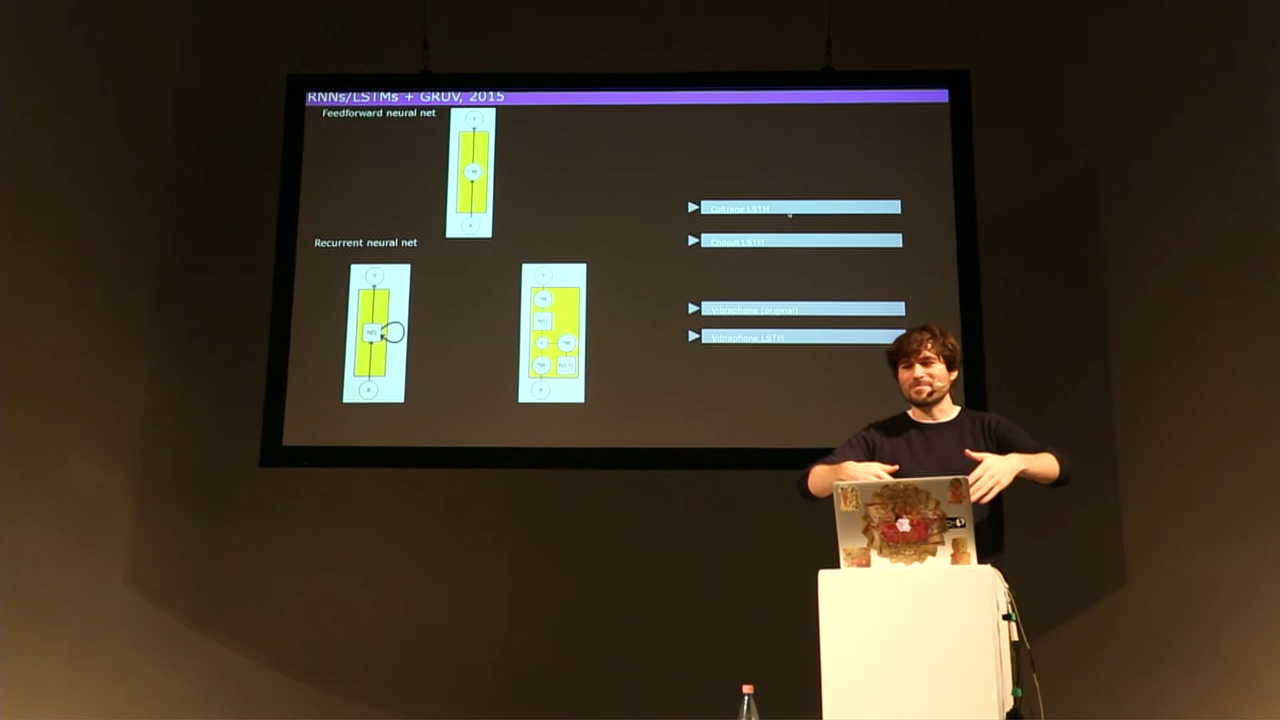 RNNs/LSTMs + GRUV, 2015
Feedforward neural net
Coltrane LSTM
Chopin LSTM
Recurrent neural net
Vibraphone (original)
Vibraphone LSTM